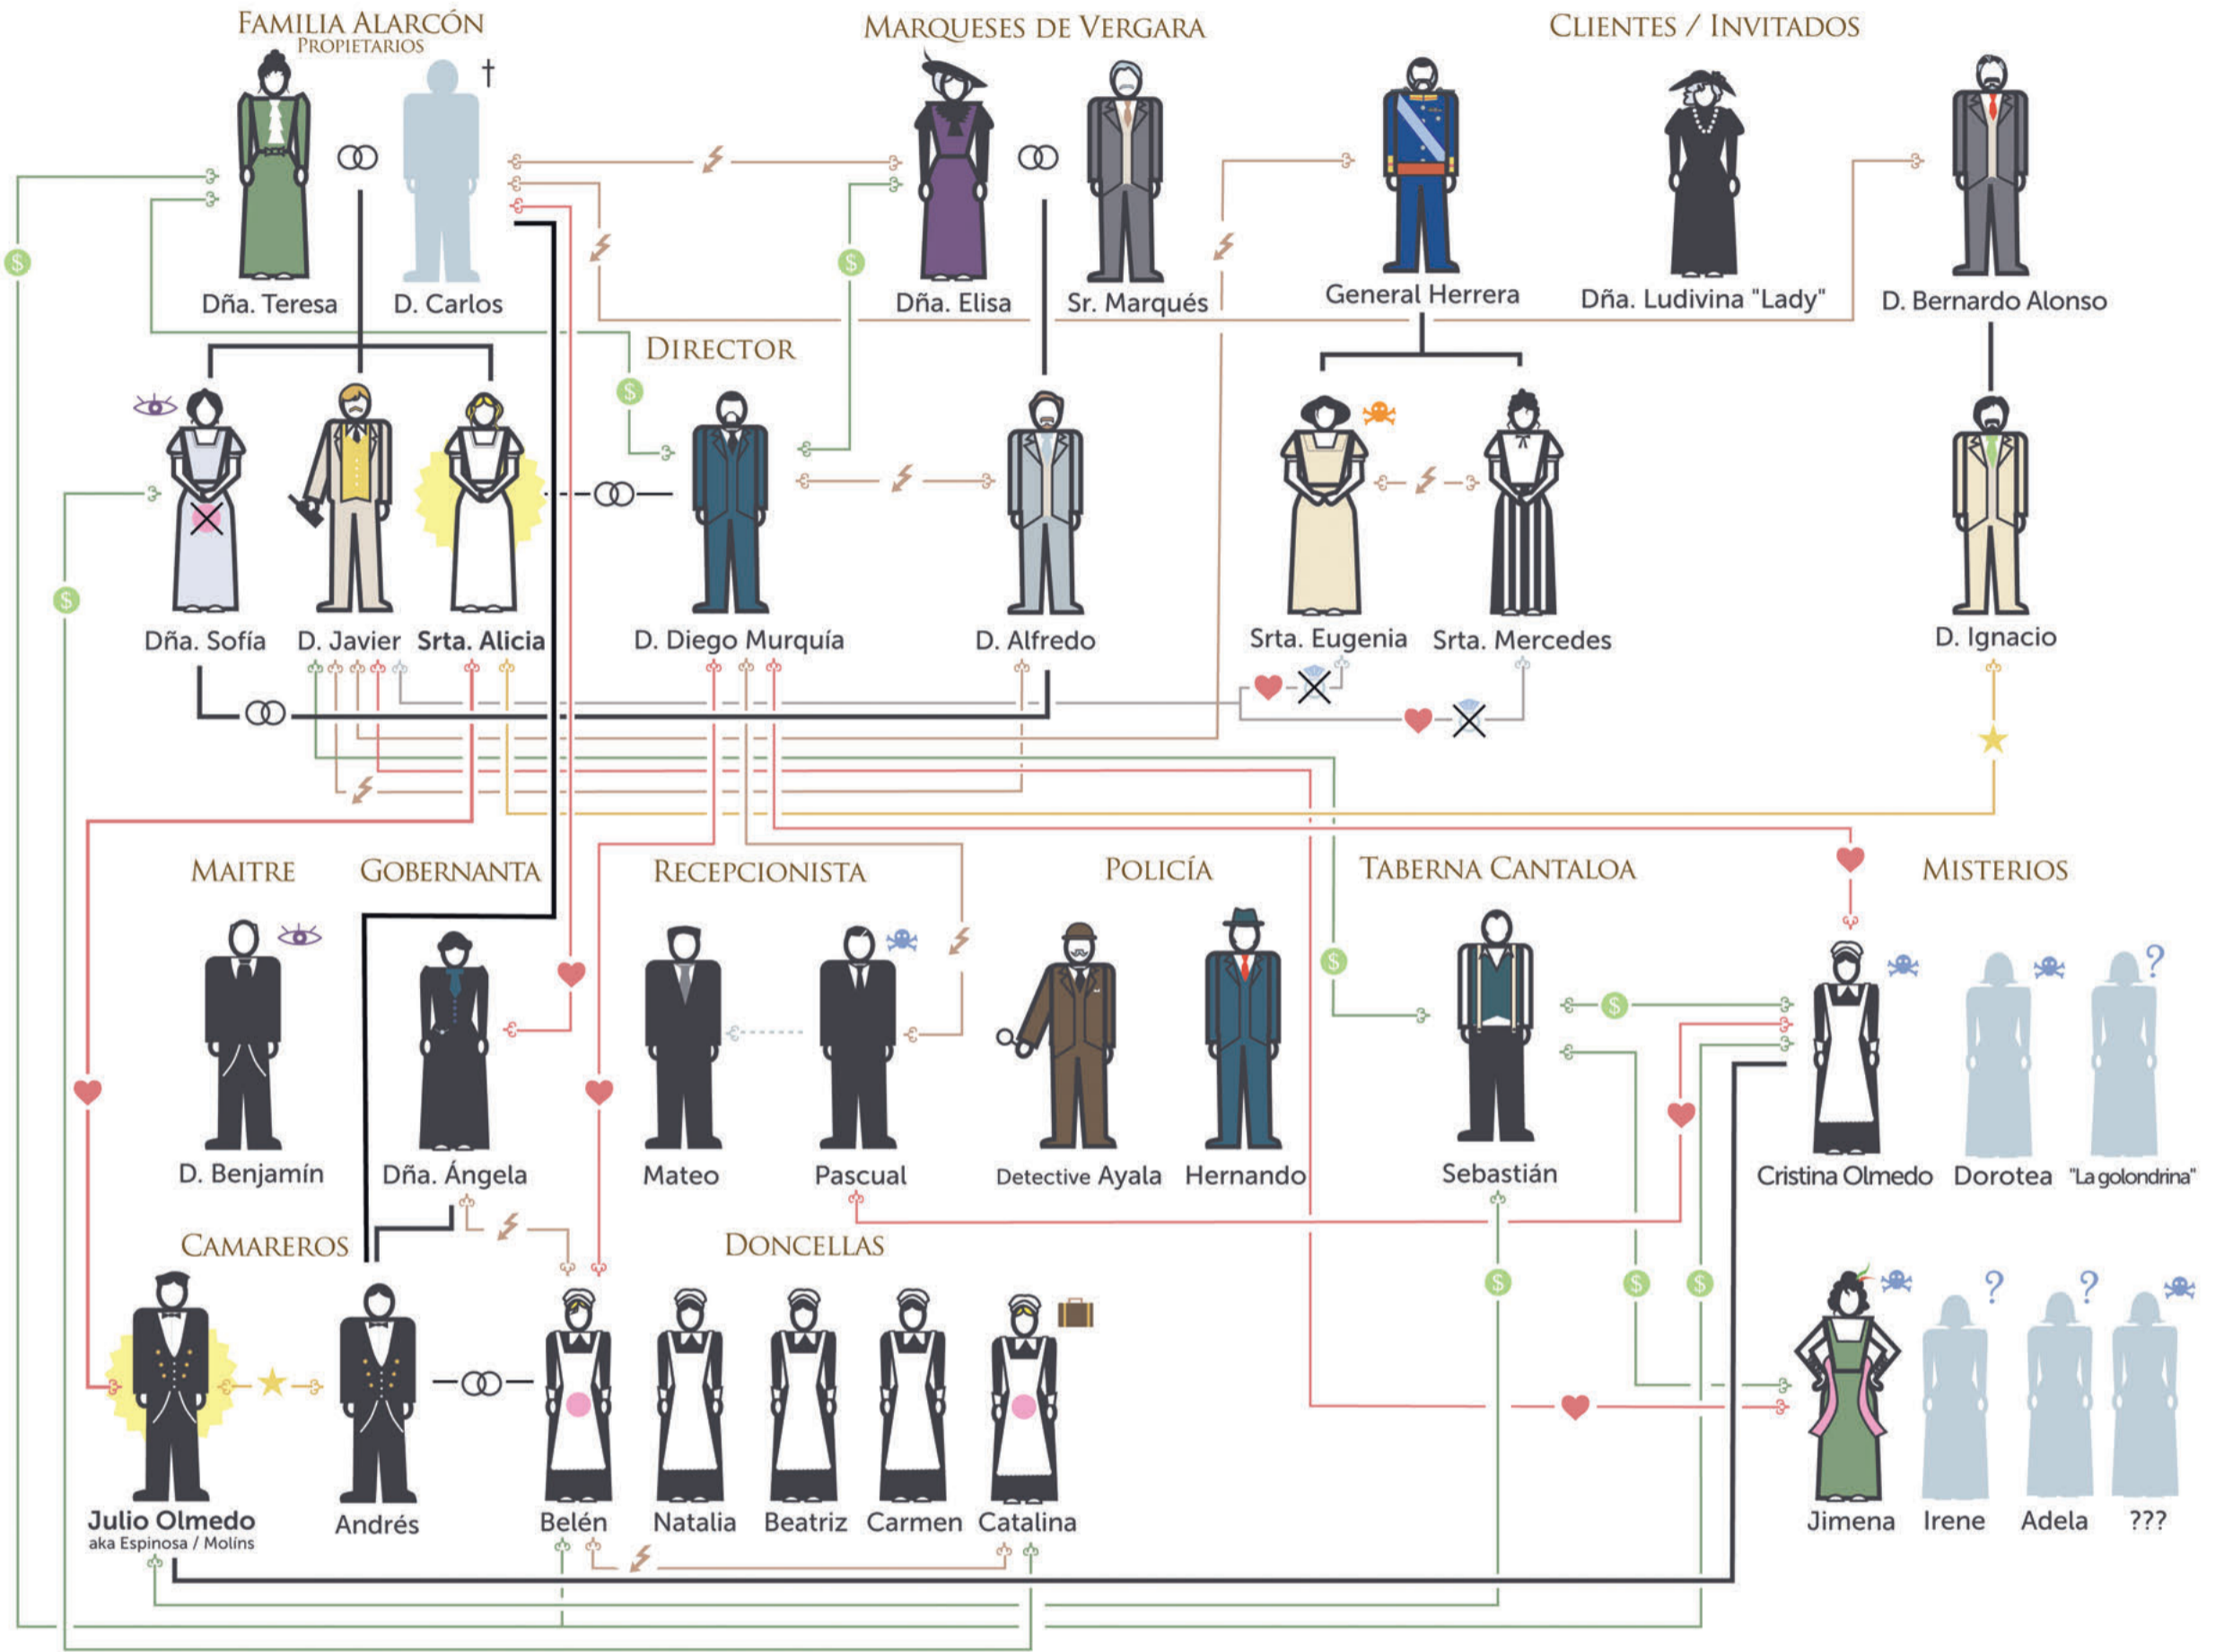 FAMILIA ALARCÓN
PROPIETARIOS
MARQUESES DE VERGARA
CLIENTES / INVITADOS
†
$
$
Dña. Teresa
D. Carlos
Dña. Elisa
Sr. Marqués
General Herrera
Dña. Ludivina "Lady"
D. Bernardo Alonso
DIRECTOR
$
$
Dña. Sofía
D. Javier
Srta. Alicia
D. Diego Murquía
D. Alfredo
Srta. Eugenia
Srta. Mercedes
D. Ignacio
MAITRE
GOBERNANTA
RECEPCIONISTA
POLICÍA
TABERNA CANTALOA
MISTERIOS
?
$
$
D. Benjamín
Dña. Ángela
Mateo
Pascual
Detective Ayala
Hernando
Sebastián
Cristina Olmedo
Dorotea
"La golondrina"
CAMAREROS
DONCELLAS
$
$
$
?
?
Julio Olmedo
aka Espinosa / Molíns
Andrés
Belén
Natalia
Beatriz
Carmen
Catalina
Jimena
Irene
Adela
???